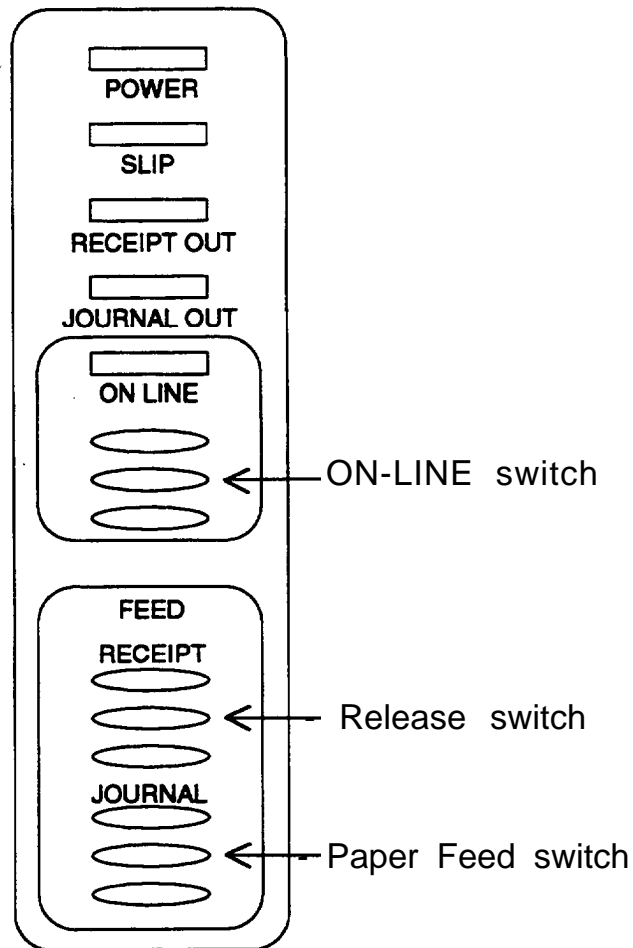 POWER
SLIP
RECEIPT OUT
JOURNAL OUT
ON LINE
ON-LINE switch
FEED
RECEIPT
Release switch
JOURNAL
Paper Feed switch